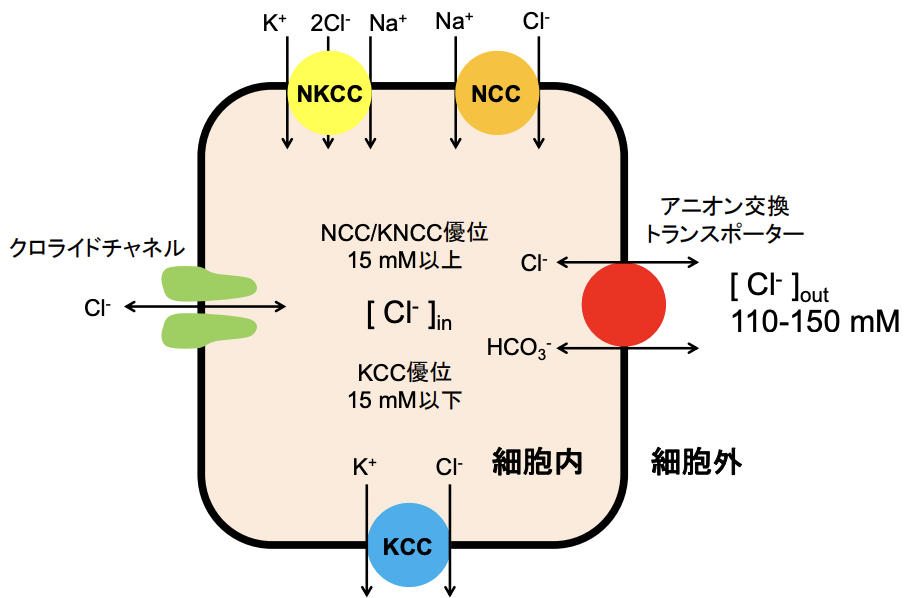 K⁺ 2Cl⁻ Na⁺ Na⁺ Cl⁻
NKCC NCC
クロライドチャネル
Cl⁻
NCC/KNCC優位
15 mM以上
[ Cl⁻ ]in
KCC優位
15 mM以下
アニオン交換
トランスポーター
Cl⁻
HCO₃⁻
[ Cl⁻ ]out
110-150 mM
細胞内 細胞外
K⁺ Cl⁻
KCC